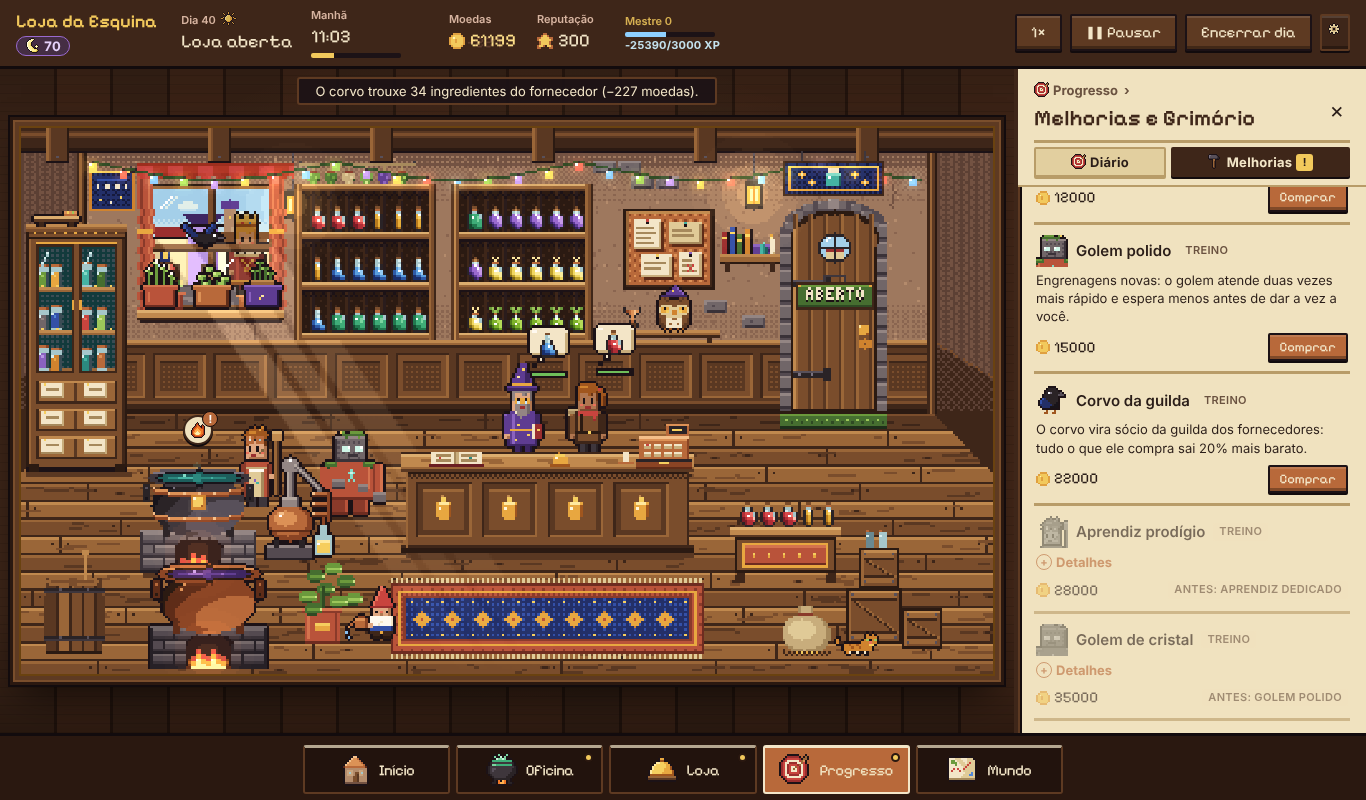 Loja da Esquina
70
Dia 40
Loja aberta
Manhã
11:03
Moedas
61199
Reputação
300
Mestre 0
-25390/3000 XP
1×
Pausar
Encerrar dia
O corvo trouxe 34 ingredientes do fornecedor (−227 moedas).
ABERTO
Progresso ›
Melhorias e Grimório
×
Diário
Melhorias !
18000
Comprar
Golem polido TREINO
Engrenagens novas: o golem atende duas vezes
mais rápido e espera menos antes de dar a vez a
você.
15000
Comprar
Corvo da guilda TREINO
O corvo vira sócio da guilda dos fornecedores:
tudo o que ele compra sai 20% mais barato.
28000
Comprar
Aprendiz prodígio TREINO
+ Detalhes
28000
ANTES: APRENDIZ DEDICADO
Golem de cristal TREINO
+ Detalhes
35000
ANTES: GOLEM POLIDO
Início
Oficina
Loja
Progresso
Mundo